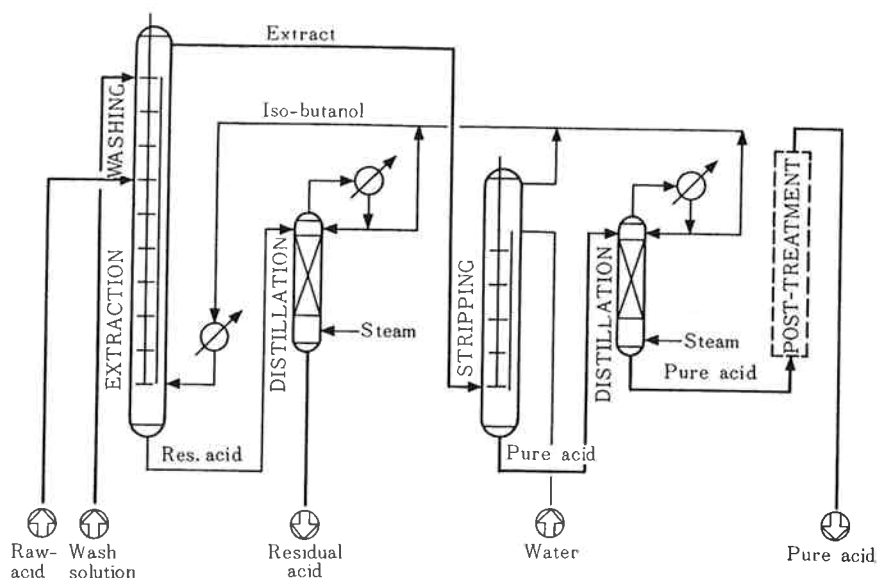 Extract
Iso-butanol
WASHING
EXTRACTION
DISTILLATION
Steam
STRIPPING
DISTILLATION
Steam
POST-TREATMENT
Pure acid
Res. acid
Pure acid
Raw-
acid
Wash
solution
Residual
acid
Water
Pure acid